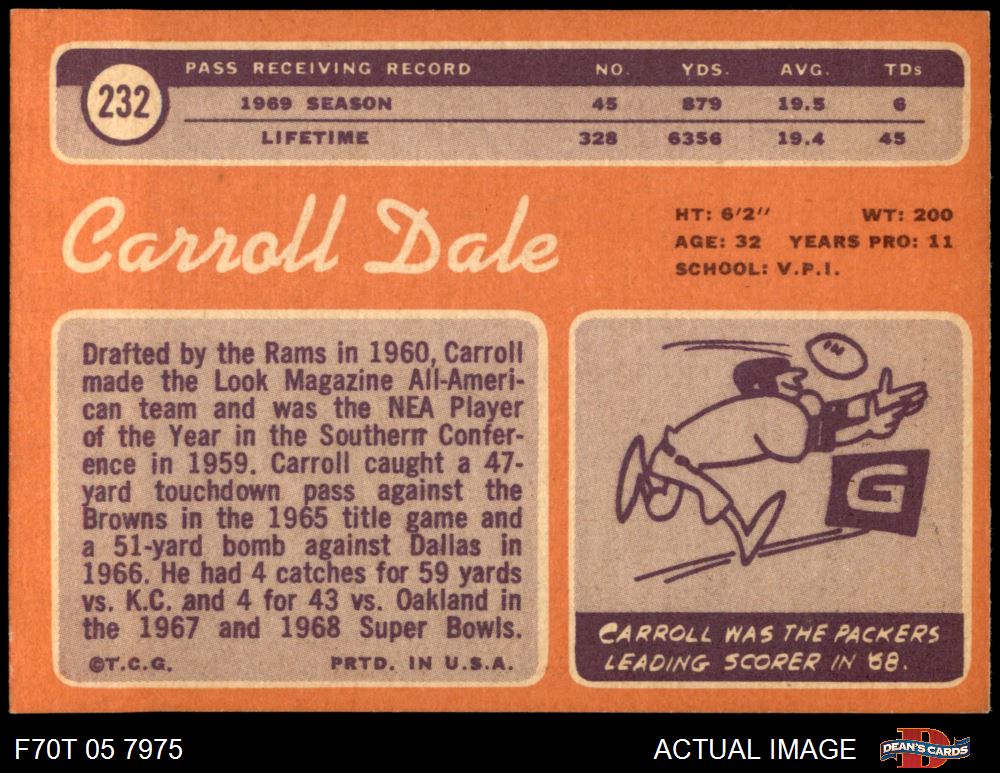 PASS RECEIVING RECORD NO. YDS. AVG. TDs
232
1969 SEASON 45 879 19.5 6
LIFETIME 328 6356 19.4 45
Carroll Dale
HT: 6'2" WT: 200
AGE: 32 YEARS PRO: 11
SCHOOL: V.P.I.
Drafted by the Rams in 1960, Carroll
made the Look Magazine All-Ameri-
can team and was the NEA Player
of the Year in the Southern Confer-
ence in 1959. Carroll caught a 47-
yard touchdown pass against the
Browns in the 1965 title game and
a 51-yard bomb against Dallas in
1966. He had 4 catches for 59 yards
vs. K.C. and 4 for 43 vs. Oakland in
the 1967 and 1968 Super Bowls.
©T.C.G. PRTD. IN U.S.A.
G
CARROLL WAS THE PACKERS
LEADING SCORER IN '68.
F70T 05 7975
ACTUAL IMAGE
DEAN'S CARDS